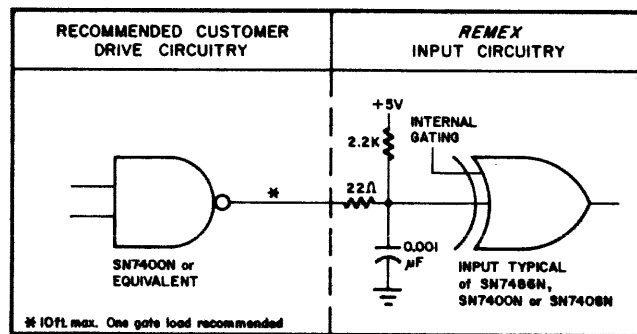 RECOMMENDED CUSTOMER
DRIVE CIRCUITRY
REMEX
INPUT CIRCUITRY
+5V
2.2K
INTERNAL
GATING
*
22Ω
0.001
μF
SN7400N or
EQUIVALENT
INPUT TYPICAL
of SN7486N,
SN7400N or SN7408N
* 10ft. max. One gate load recommended